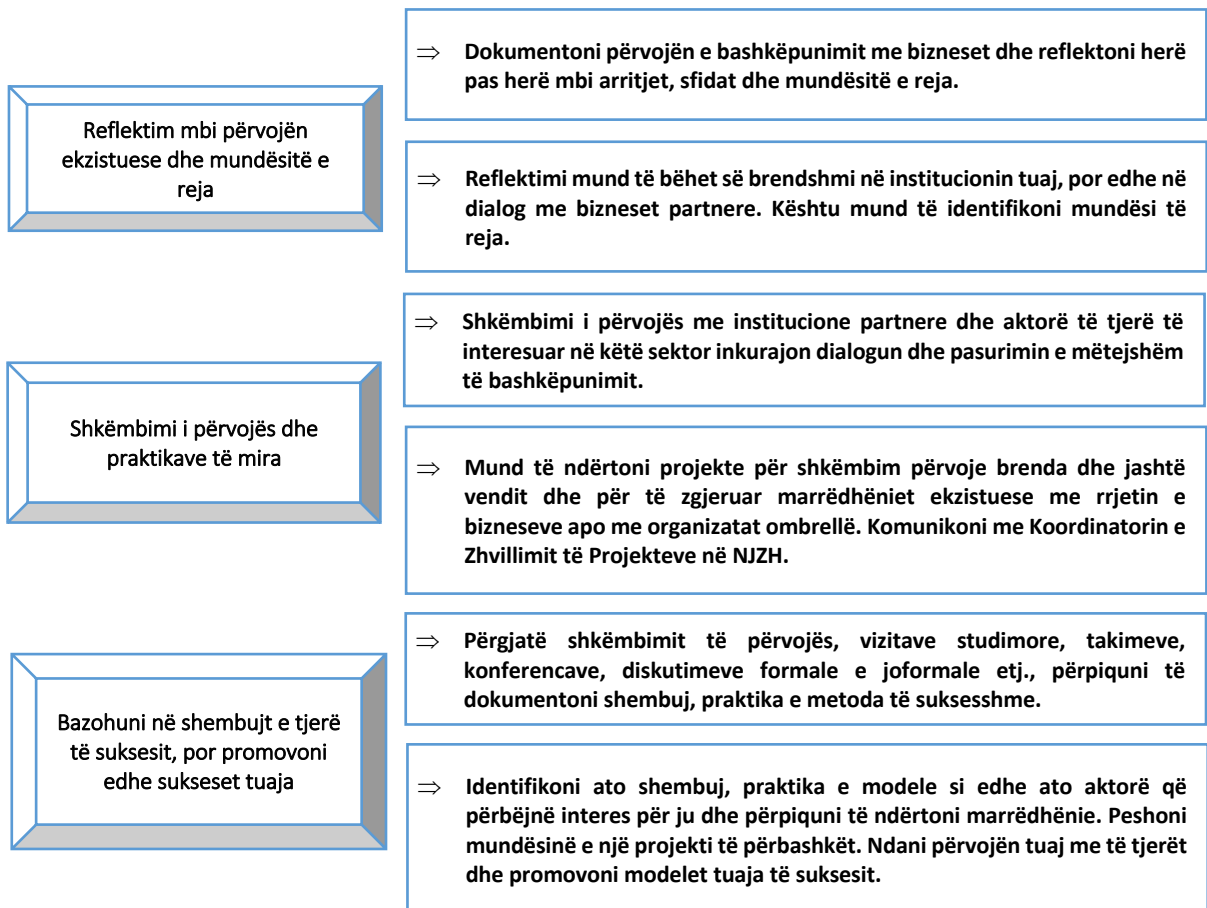 Reflektim mbi përvojën
ekzistuese dhe mundësitë e
reja
⇒ Dokumentoni përvojën e bashkëpunimit me bizneset dhe reflektoni herë
pas herë mbi arritjet, sfidat dhe mundësitë e reja.
⇒ Reflektimi mund të bëhet së brendshmi në institucionin tuaj, por edhe në
dialog me bizneset partnere. Kështu mund të identifikoni mundësi të
reja.
Shkëmbimi i përvojës dhe
praktikave të mira
⇒ Shkëmbimi i përvojës me institucione partnere dhe aktorë të tjerë të
interesuar në këtë sektor inkurajon dialogun dhe pasurimin e mëtejshëm
të bashkëpunimit.
⇒ Mund të ndërtoni projekte për shkëmbim përvoje brenda dhe jashtë
vendit dhe për të zgjeruar marrëdhëniet ekzistuese me rrjetin e
bizneseve apo me organizatat ombrellë. Komunikoni me Koordinatorin e
Zhvillimit të Projekteve në NJZH.
Bazohuni në shembujt e tjerë
të suksesit, por promovoni
edhe sukseset tuaja
⇒ Përgjatë shkëmbimit të përvojës, vizitave studimore, takimeve,
konferencave, diskutimeve formale e joformale etj., përpiquni të
dokumentoni shembuj, praktika e metoda të suksesshme.
⇒ Identifikoni ato shembuj, praktika e modele si edhe ato aktorë që
përbëjnë interes për ju dhe përpiquni të ndërtoni marrëdhënie. Peshoni
mundësinë e një projekti të përbashkët. Ndani përvojën tuaj me të tjerët
dhe promovoni modelet tuaja të suksesit.